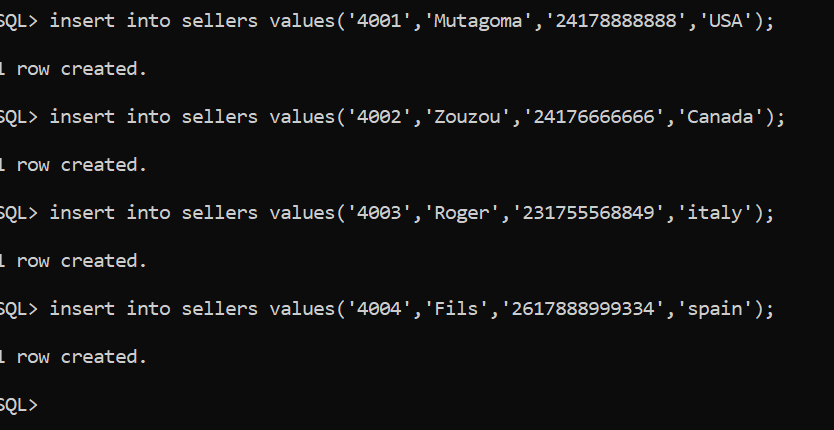 SQL> insert into sellers values('4001','Mutagoma','24178888888','USA');
1 row created.
SQL> insert into sellers values('4002','Zouzou','24176666666','Canada');
1 row created.
SQL> insert into sellers values('4003','Roger','231755568849','italy');
1 row created.
SQL> insert into sellers values('4004','Fils','2617888999334','spain');
1 row created.
SQL>